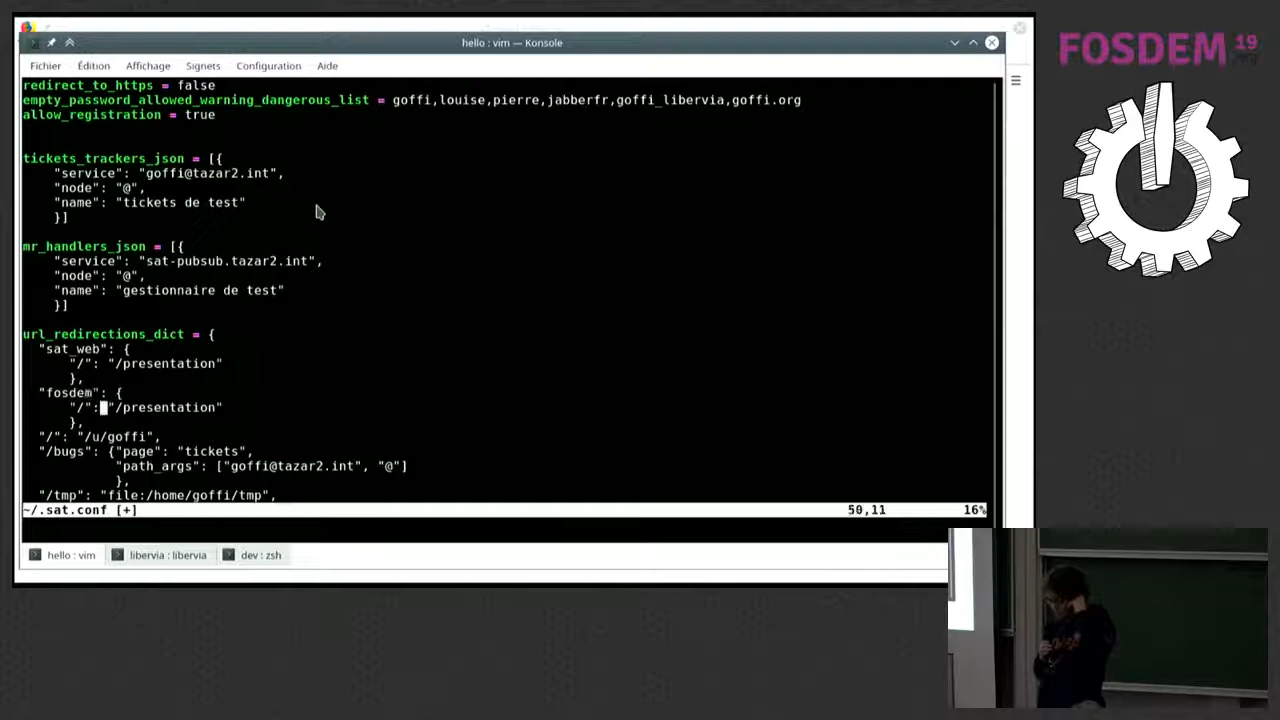 FOSDEM 19
hello : vim — Konsole
Fichier Édition Affichage Signets Configuration Aide
redirect_to_https = false
empty_password_allowed_warning_dangerous_list = goffi,louise,pierre,jabberfr,goffi_libervia,goffi.org
allow_registration = true
tickets_trackers_json = [{
"service": "goffi@tazar2.int",
"node": "@",
"name": "tickets de test"
}]
mr_handlers_json = [{
"service": "sat-pubsub.tazar2.int",
"node": "@",
"name": "gestionnaire de test"
}]
url_redirections_dict = {
"sat_web": {
"/": "/presentation"
},
"fosdem": {
"/": "/presentation"
},
"/": "/u/goffi",
"/bugs": {"page": "tickets",
"path_args": ["goffi@tazar2.int", "@"]
},
"/tmp": "file:/home/goffi/tmp",
~/.sat.conf [+] 50,11 16%
hello : vim libervia : libervia dev : zsh